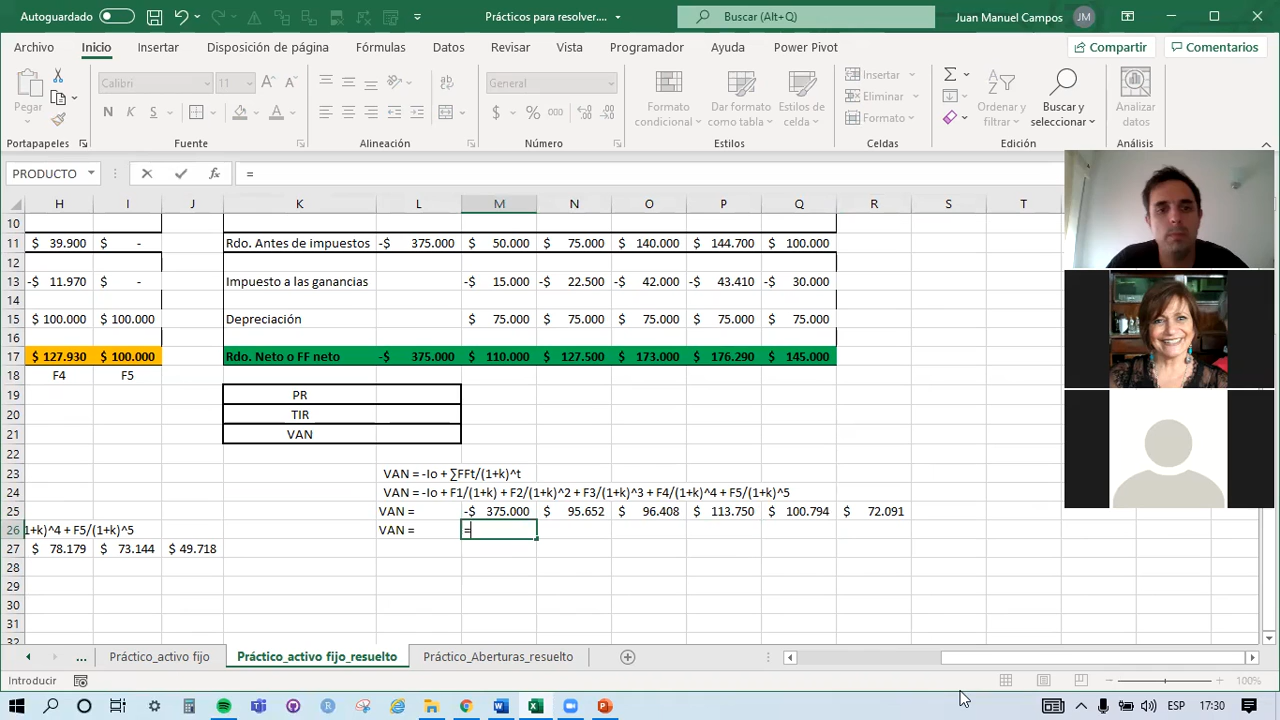 Autoguardado
Prácticos para resolver....
Buscar (Alt+Q)
Juan Manuel Campos JM
Archivo Inicio Insertar Disposición de página Fórmulas Datos Revisar Vista Programador Ayuda Power Pivot Compartir Comentarios
Pegar
Calibri 11
N K S
General
$ % 000
Formato condicional
Dar formato como tabla
Estilos de celda
Insertar
Eliminar
Formato
Ordenar y filtrar
Buscar y seleccionar
Analizar datos
Portapapeles Fuente Alineación Número Estilos Celdas Edición Análisis
PRODUCTO fx =
H I J K L M N O P Q R S T
10
11 $ 39.900 $ - Rdo. Antes de impuestos -$ 375.000 $ 50.000 $ 75.000 $ 140.000 $ 144.700 $ 100.000
12
13 -$ 11.970 $ - Impuesto a las ganancias -$ 15.000 -$ 22.500 -$ 42.000 -$ 43.410 -$ 30.000
14
15 $ 100.000 $ 100.000 Depreciación $ 75.000 $ 75.000 $ 75.000 $ 75.000 $ 75.000
16
17 $ 127.930 $ 100.000 Rdo. Neto o FF neto -$ 375.000 $ 110.000 $ 127.500 $ 173.000 $ 176.290 $ 145.000
18 F4 F5
19 PR
20 TIR
21 VAN
22
23 VAN = -Io + ∑FFt/(1+k)^t
24 VAN = -Io + F1/(1+k) + F2/(1+k)^2 + F3/(1+k)^3 + F4/(1+k)^4 + F5/(1+k)^5
25 VAN = -$ 375.000 $ 95.652 $ 96.408 $ 113.750 $ 100.794 $ 72.091
26 1+k)^4 + F5/(1+k)^5 VAN = =
27 $ 78.179 $ 73.144 $ 49.718
28
29
30
31
32
... Práctico_activo fijo Práctico_activo fijo_resuelto Práctico_Aberturas_resuelto
Introducir 100%
ESP 17:30